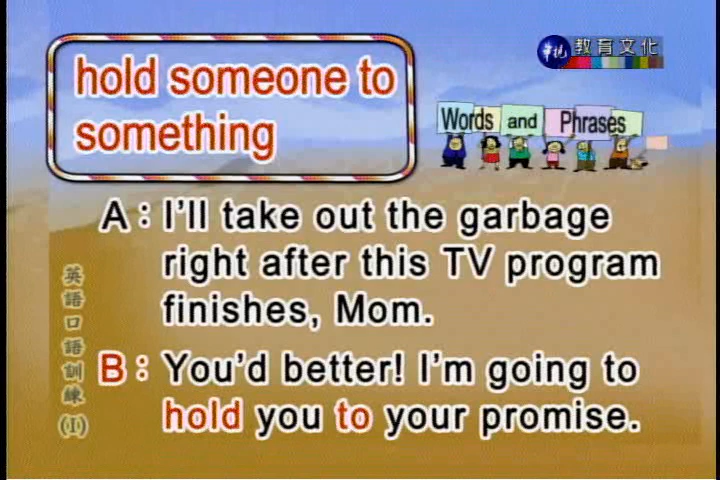 hold someone to
something
華視 教育文化
Words and Phrases
A：I'll take out the garbage
right after this TV program
finishes, Mom.
B：You'd better! I'm going to
hold you to your promise.
英語口語訓練(I)